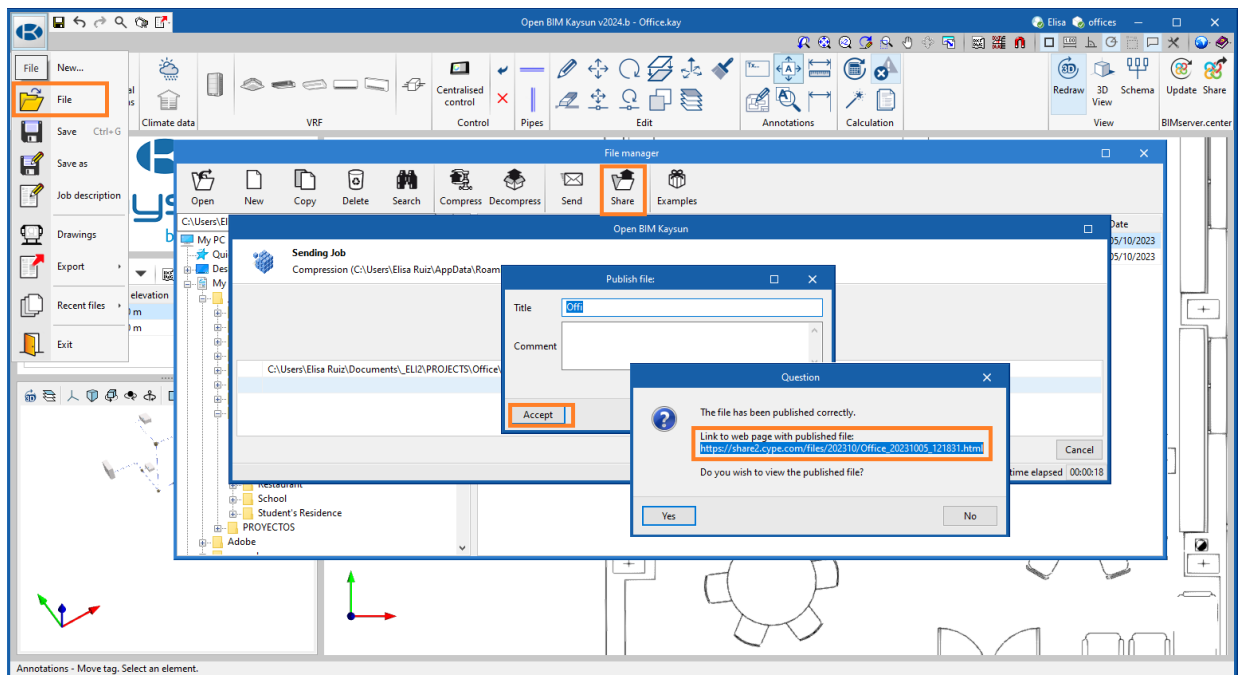 Open BIM Kaysun v2024.b - Office.kay
Elisa
offices
File
New...
File
Save Ctrl+G
Save as
Job description
Drawings
Export
Recent files
Exit
Climate data
VRF
Centralised
control
Control
Pipes
Edit
Annotations
Calculation
Redraw
3D
View
Schema
View
Update
Share
BIMserver.center
elevation
File manager
Open
New
Copy
Delete
Search
Compress
Decompress
Send
Share
Examples
C:\Users\El
My PC
Qui
Des
My
Restaurant
School
Student's Residence
PROYECTOS
Adobe
Date
05/10/2023
05/10/2023
Open BIM Kaysun
Sending Job
Compression (C:\Users\Elisa Ruiz\AppData\Roam
C:\Users\Elisa Ruiz\Documents\_ELI2\PROJECTS\Office\
Cancel
time elapsed 00:00:18
Publish file:
Title
Offi
Comment
Accept
Question
The file has been published correctly.
Link to web page with published file:
https://share2.cype.com/files/202310/Office_20231005_121831.html
Do you wish to view the published file?
Yes
No
Annotations - Move tag. Select an element.